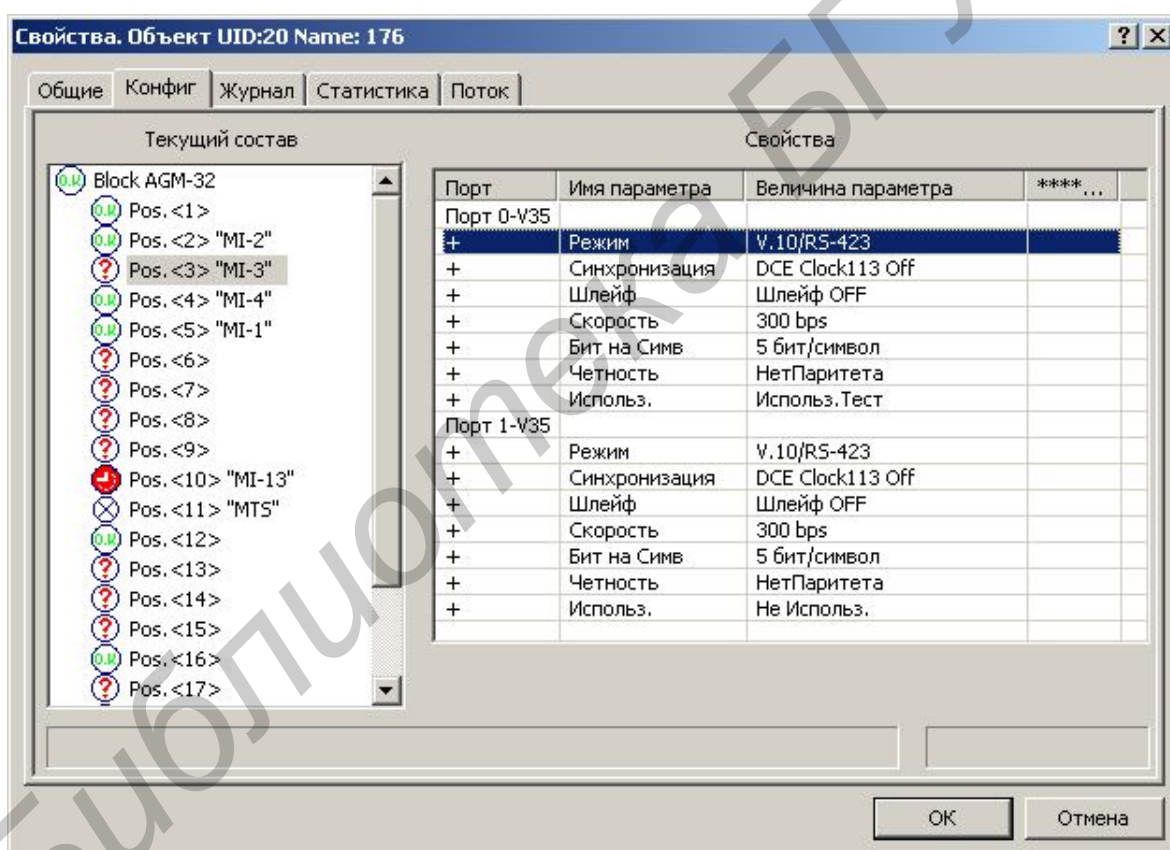 Свойства. Объект UID:20 Name: 176
Общие Конфиг Журнал Статистика Поток
Текущий состав
Block AGM-32
Pos.<1>
Pos.<2> "MI-2"
Pos.<3> "MI-3"
Pos.<4> "MI-4"
Pos.<5> "MI-1"
Pos.<6>
Pos.<7>
Pos.<8>
Pos.<9>
Pos.<10> "MI-13"
Pos.<11> "MTS"
Pos.<12>
Pos.<13>
Pos.<14>
Pos.<15>
Pos.<16>
Pos.<17>
Свойства
Порт Имя параметра Величина параметра ****...
Порт 0-V35
+ Режим V.10/RS-423
+ Синхронизация DCE Clock113 Off
+ Шлейф Шлейф OFF
+ Скорость 300 bps
+ Бит на Симв 5 бит/символ
+ Четность НетПаритета
+ Использ. Использ.Тест
Порт 1-V35
+ Режим V.10/RS-423
+ Синхронизация DCE Clock113 Off
+ Шлейф Шлейф OFF
+ Скорость 300 bps
+ Бит на Симв 5 бит/символ
+ Четность НетПаритета
+ Использ. Не Использ.
OK Отмена